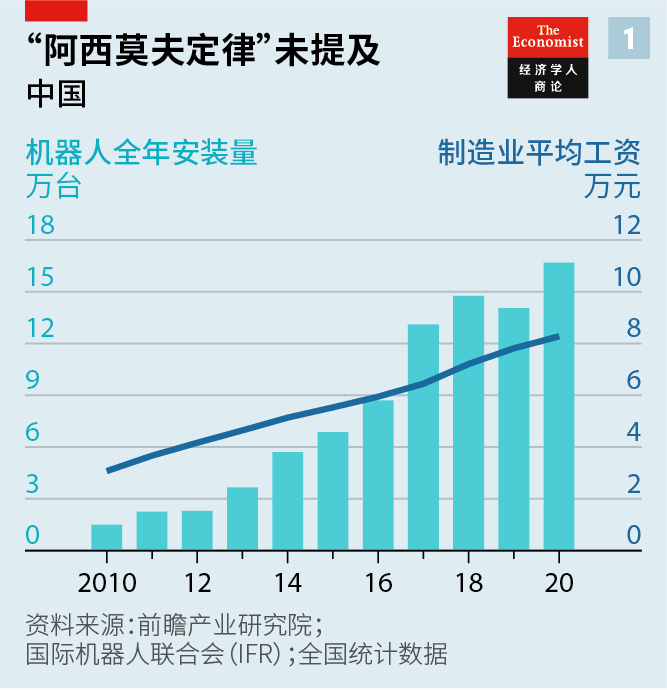 “阿西莫夫定律”未提及
中国
The
Economist
经济学人
商论
1
机器人全年安装量
万台
制造业平均工资
万元
18
12
15
10
12
8
9
6
6
4
3
2
0
0
2010 12 14 16 18 20
资料来源：前瞻产业研究院；
国际机器人联合会（IFR）；全国统计数据